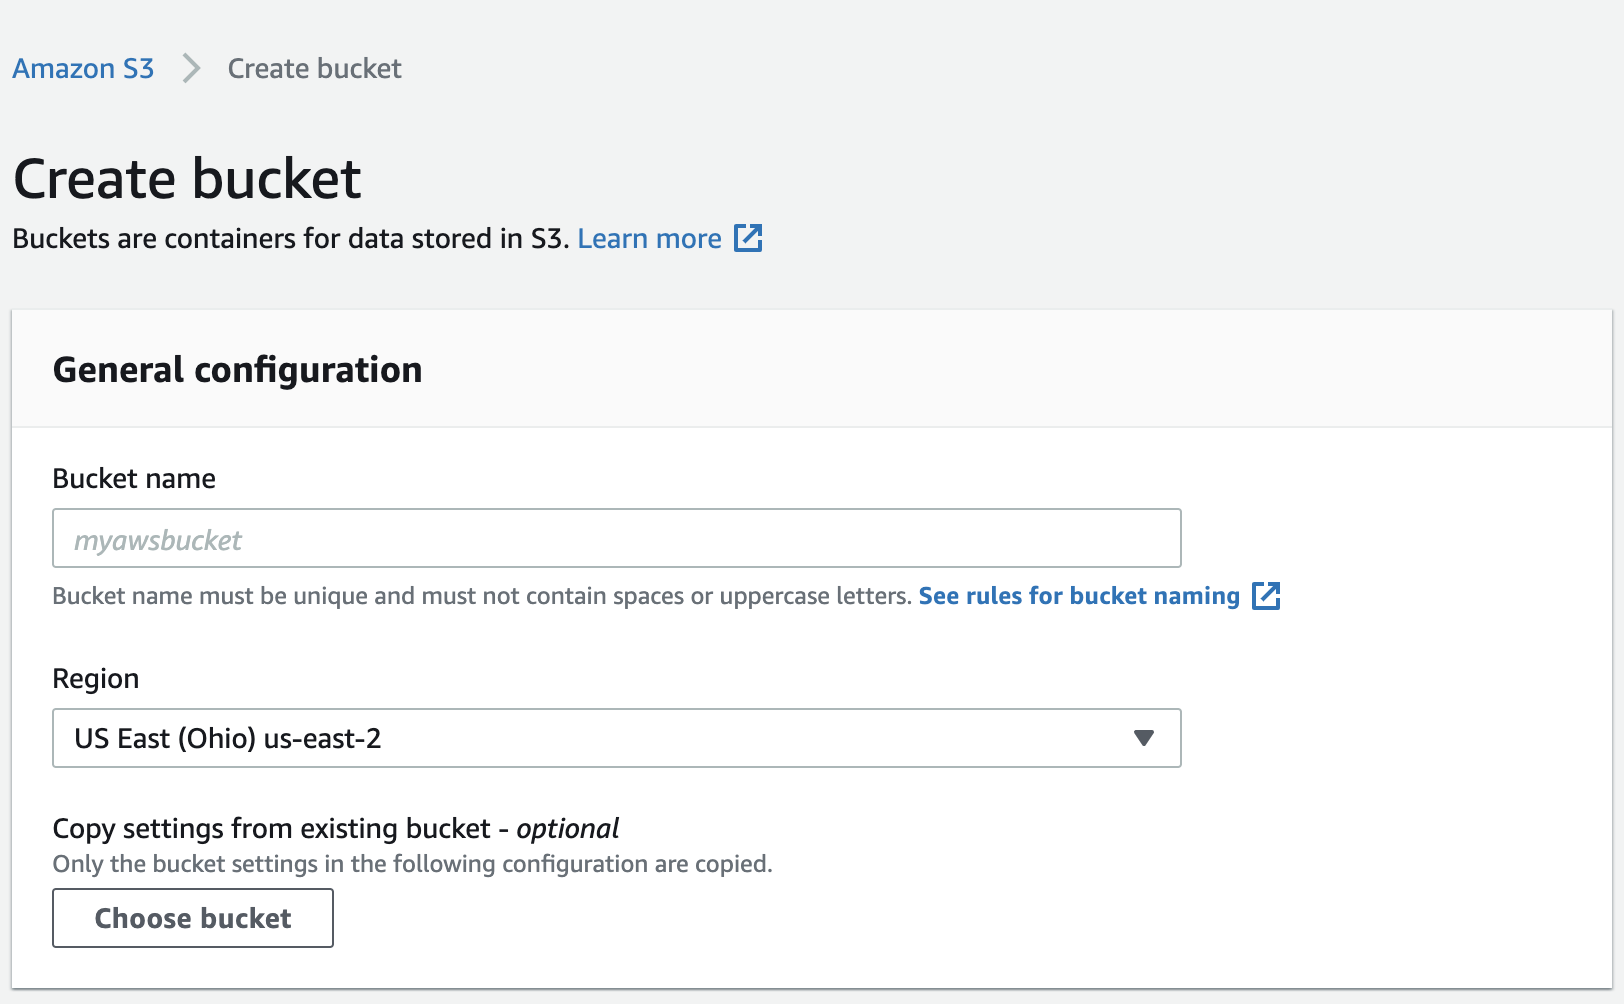 Amazon S3 > Create bucket
Create bucket
Buckets are containers for data stored in S3. Learn more
General configuration
Bucket name
myawsbucket
Bucket name must be unique and must not contain spaces or uppercase letters. See rules for bucket naming
Region
US East (Ohio) us-east-2
Copy settings from existing bucket - optional
Only the bucket settings in the following configuration are copied.
Choose bucket